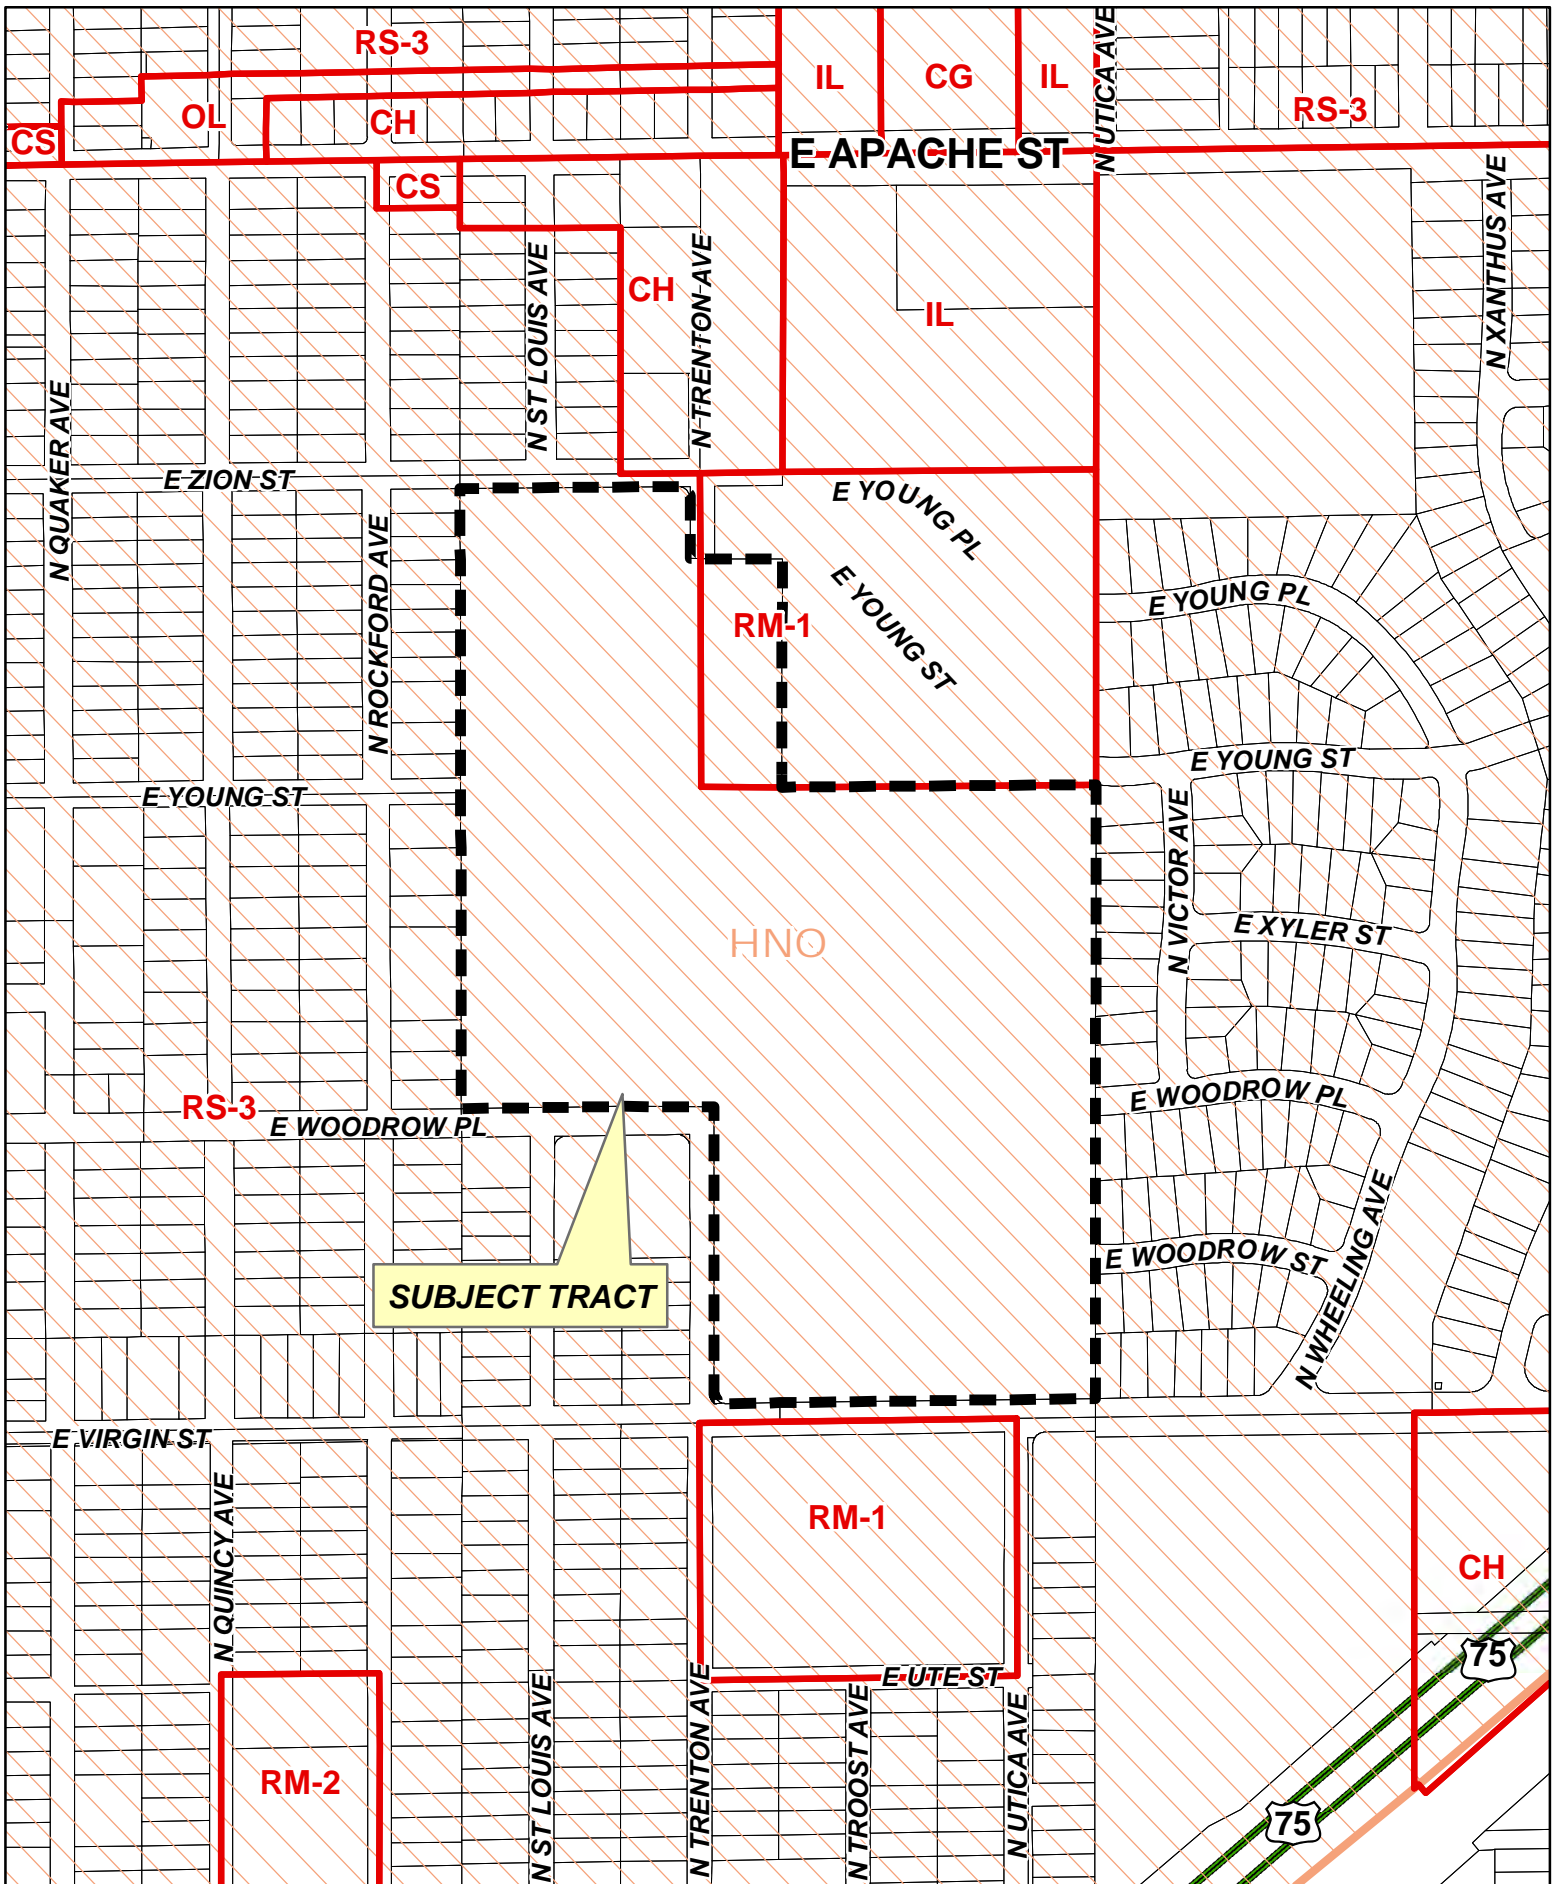 RS-3
IL
CG
IL
N UTICA AVE
RS-3
OL
CH
CS
E APACHE ST
CS
N XANTHUS AVE
N ST LOUIS AVE
CH
N TRENTON AVE
IL
N QUAKER AVE
E ZION ST
E YOUNG PL
N ROCKFORD AVE
E YOUNG ST
E YOUNG PL
RM-1
E YOUNG ST
E YOUNG ST
N VICTOR AVE
HNO
E XYLER ST
RS-3
E WOODROW PL
E WOODROW PL
E WOODROW ST
N WHEELING AVE
SUBJECT TRACT
E VIRGIN ST
N QUINCY AVE
RM-1
CH
75
E UTE ST
N ST LOUIS AVE
N TRENTON AVE
N TROOST AVE
N UTICA AVE
RM-2
75